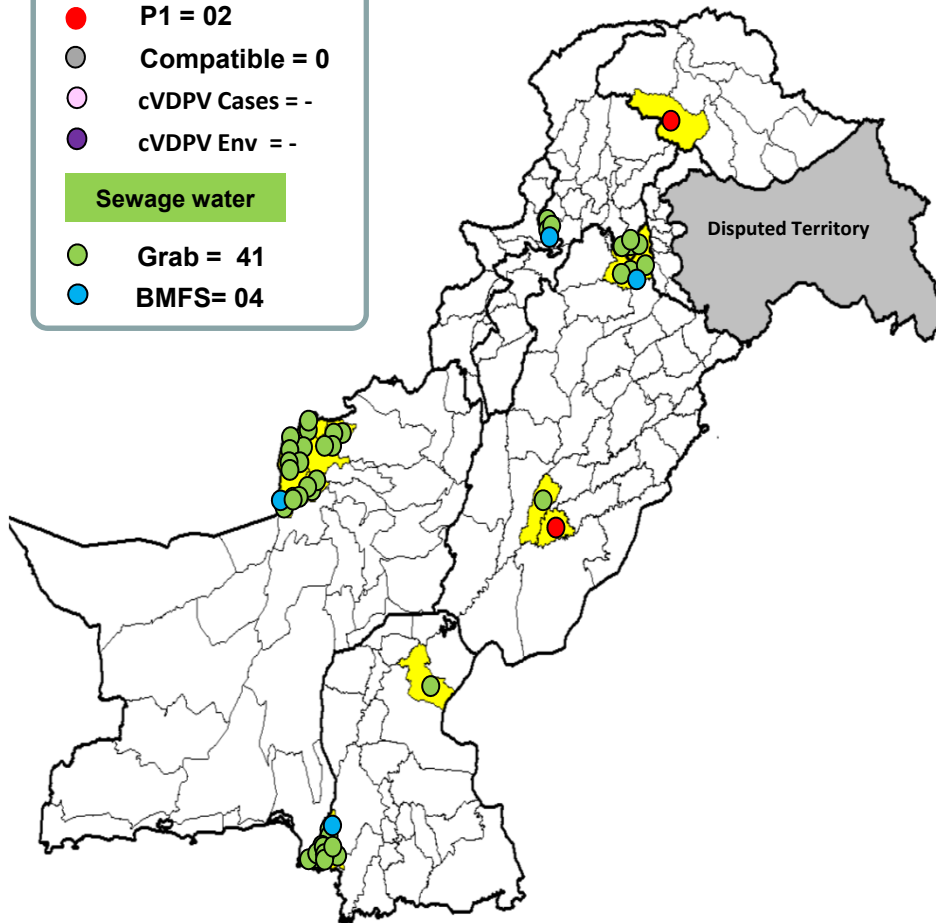 P1 = 02
Compatible = 0
cVDPV Cases = -
cVDPV Env = -
Sewage water
Grab = 41
BMFS= 04
Disputed Territory